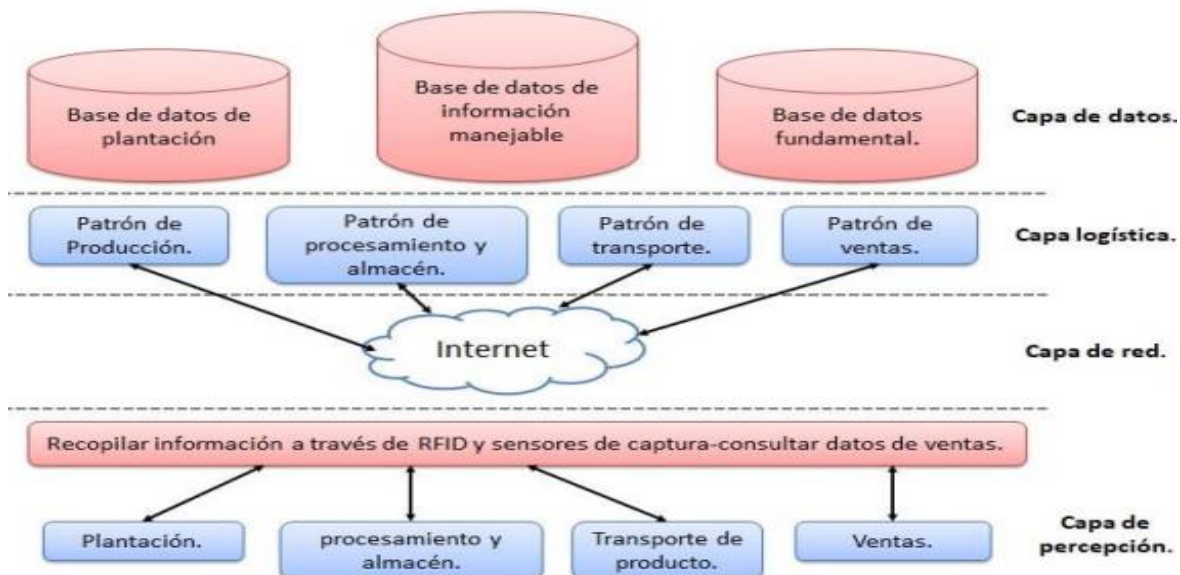 Base de datos de
plantación
Base de datos de
información
manejable
Base de datos
fundamental.
Capa de datos.
Patrón de
Producción.
Patrón de
procesamiento y
almacén.
Patrón de
transporte.
Patrón de
ventas.
Capa logística.
Internet
Capa de red.
Recopilar información a través de RFID y sensores de captura-consultar datos de ventas.
Plantación.
procesamiento y
almacén.
Transporte de
producto.
Ventas.
Capa de
percepción.